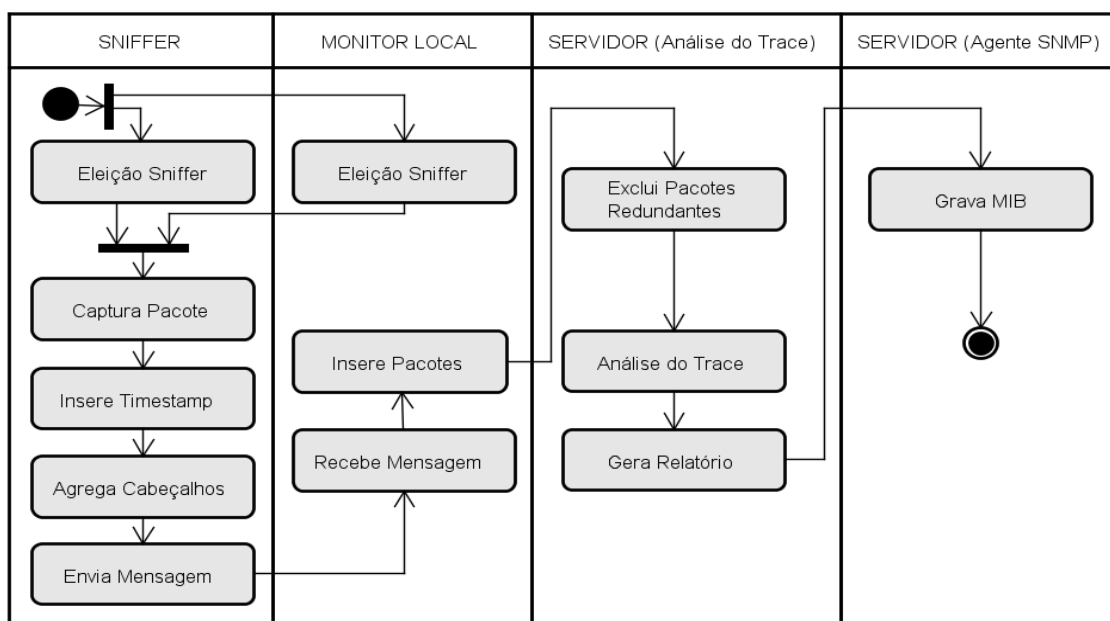 SNIFFER
MONITOR LOCAL
SERVIDOR (Análise do Trace)
SERVIDOR (Agente SNMP)
Eleição Sniffer
Captura Pacote
Insere Timestamp
Agrega Cabeçalhos
Envia Mensagem
Eleição Sniffer
Insere Pacotes
Recebe Mensagem
Exclui Pacotes
Redundantes
Análise do Trace
Gera Relatório
Grava MIB